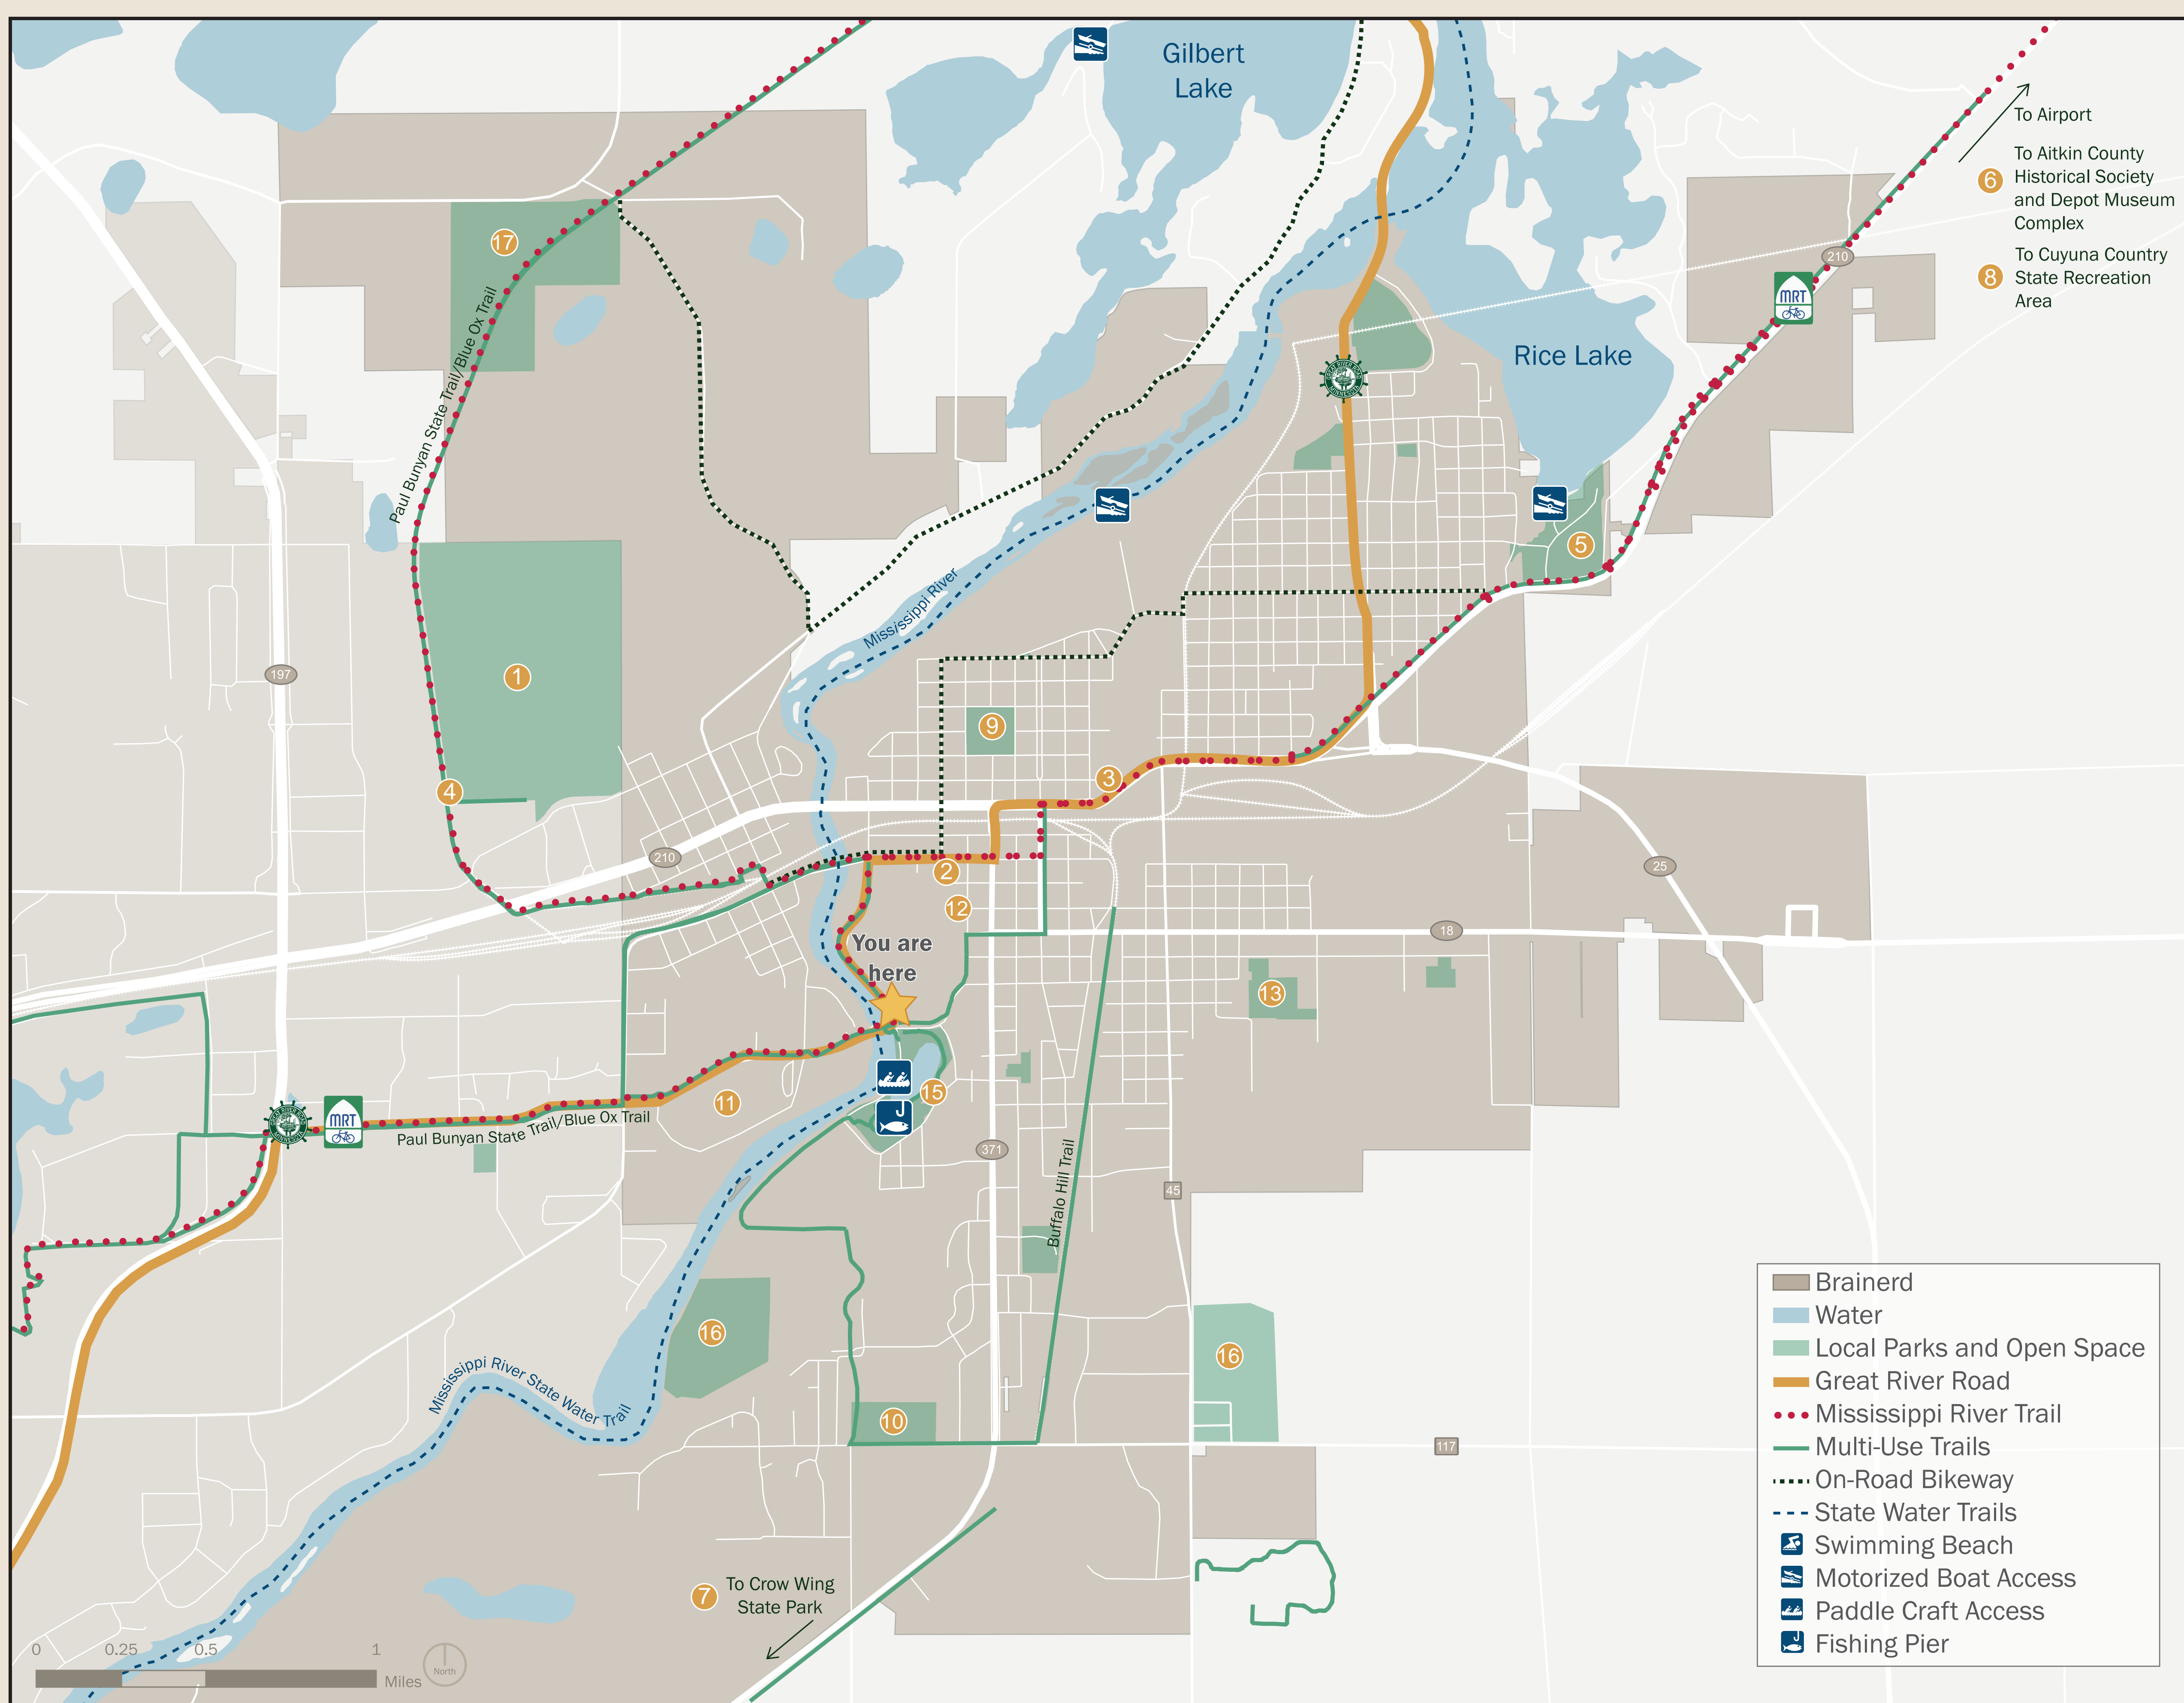 Gilbert
Lake
To Airport
6
To Aitkin County
Historical Society
and Depot Museum
Complex
8
To Cuyuna Country
State Recreation
Area
210
MRT
17
Paul Bunyan State Trail/Blue Ox Trail
Rice Lake
5
Mississippi River
197
1
9
3
4
210
2
12
25
You are
here
18
13
15
11
MRT
Paul Bunyan State Trail/Blue Ox Trail
371
Buffalo Hill Trail
45
16
16
Mississippi River State Water Trail
10
117
7
To Crow Wing
State Park
0 0.25 0.5 1
Miles
North
Brainerd
Water
Local Parks and Open Space
Great River Road
Mississippi River Trail
Multi-Use Trails
On-Road Bikeway
State Water Trails
Swimming Beach
Motorized Boat Access
Paddle Craft Access
Fishing Pier